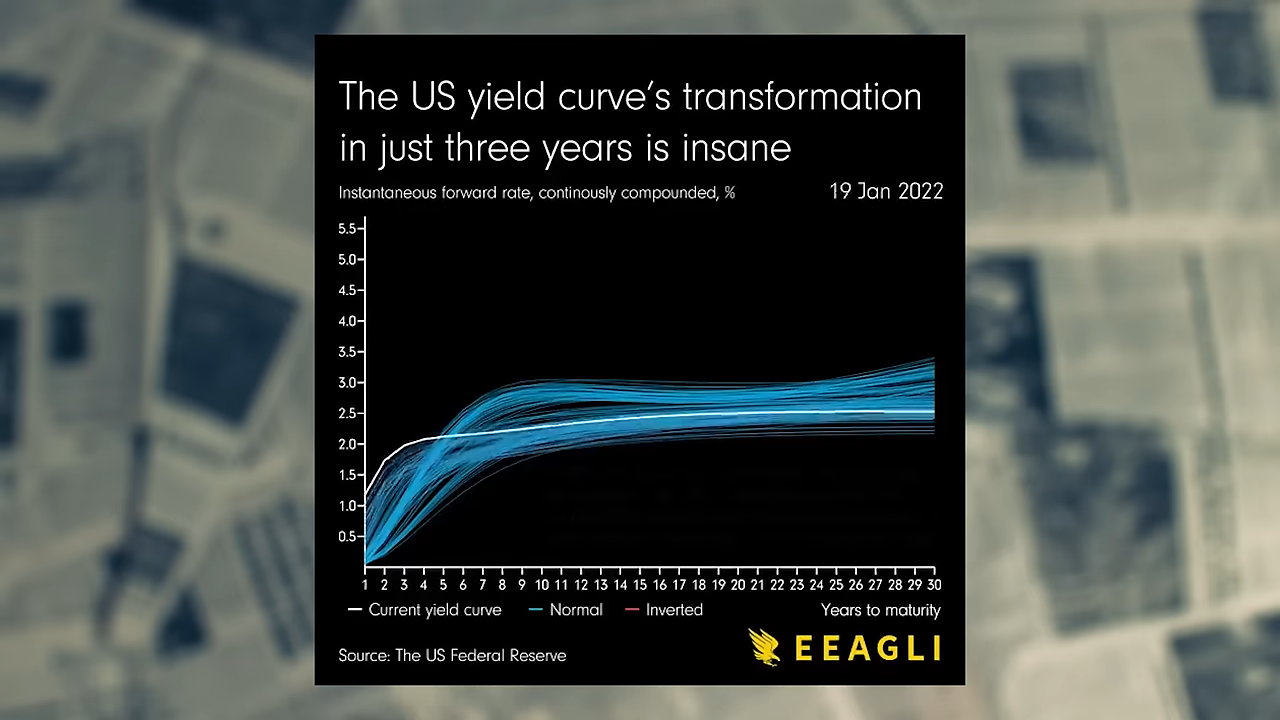 The US yield curve's transformation
in just three years is insane
Instantaneous forward rate, continously compounded, %
19 Jan 2022
5.5
5.0
4.5
4.0
3.5
3.0
2.5
2.0
1.5
1.0
0.5
1 2 3 4 5 6 7 8 9 10 11 12 13 14 15 16 17 18 19 20 21 22 23 24 25 26 27 28 29 30
Current yield curve Normal Inverted Years to maturity
Source: The US Federal Reserve
EEAGLI